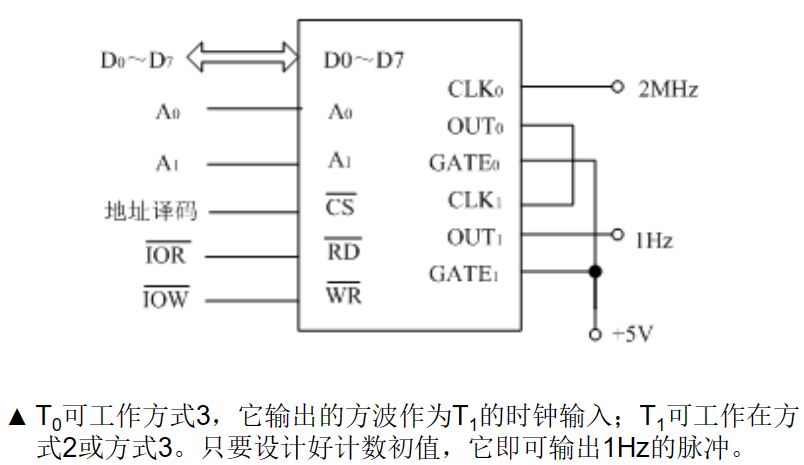 D0～D7 D0～D7
CLK0 2MHz
A0 A0
OUT0
A1 A1
GATE0
地址译码 CS
CLK1
OUT1 1Hz
IOR RD
GATE1
IOW WR
+5V
▲ T0可工作方式3，它输出的方波作为T1的时钟输入；T1可工作在方
式2或方式3。只要设计好计数初值，它即可输出1Hz的脉冲。